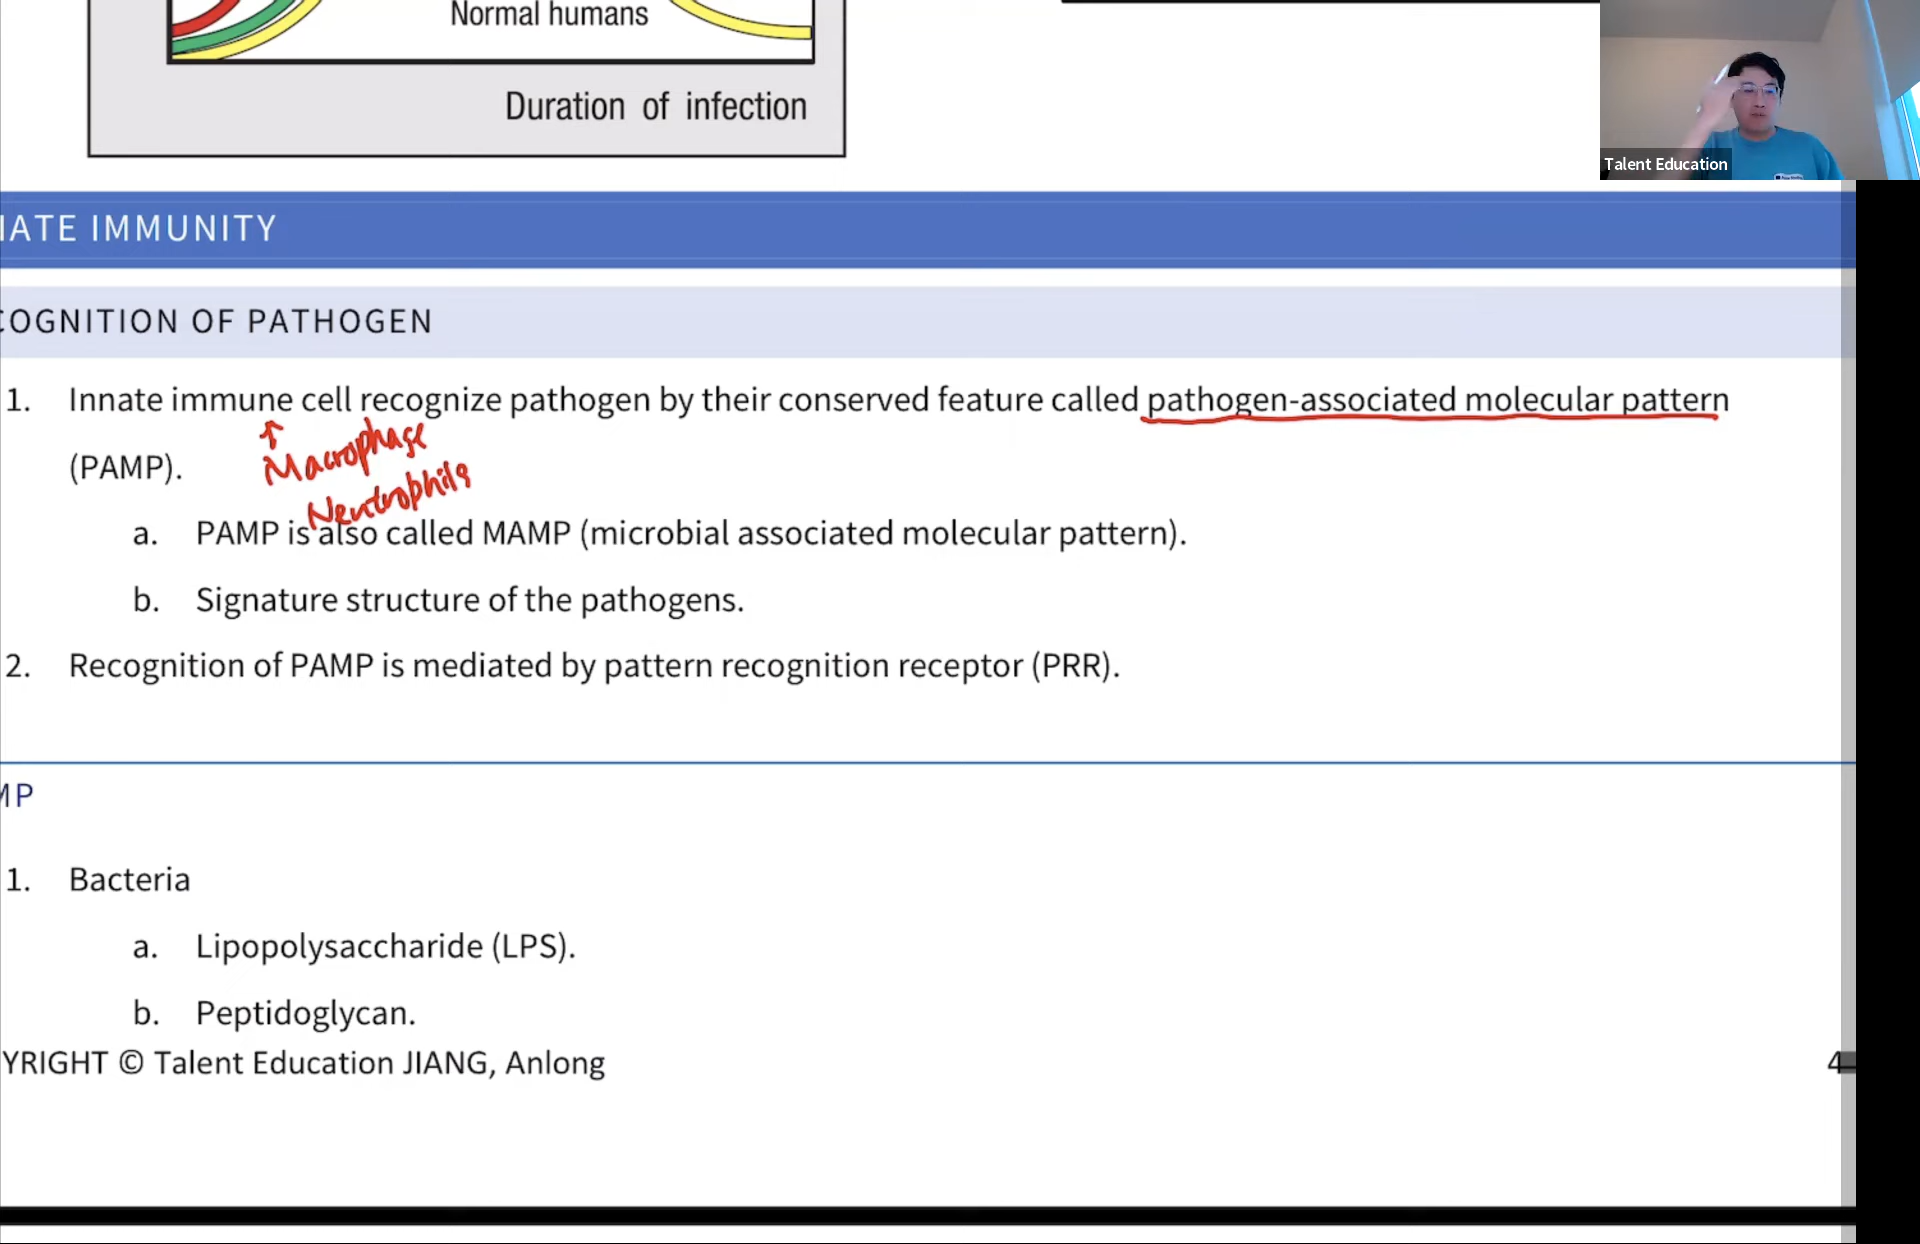 Normal humans
Duration of infection
Talent Education
IATE IMMUNITY
COGNITION OF PATHOGEN
1. Innate immune cell recognize pathogen by their conserved feature called pathogen-associated molecular pattern
Macrophage
(PAMP).
Neutrophils
a. PAMP is also called MAMP (microbial associated molecular pattern).
b. Signature structure of the pathogens.
2. Recognition of PAMP is mediated by pattern recognition receptor (PRR).
MP
1. Bacteria
a. Lipopolysaccharide (LPS).
b. Peptidoglycan.
YRIGHT © Talent Education JIANG, Anlong
4